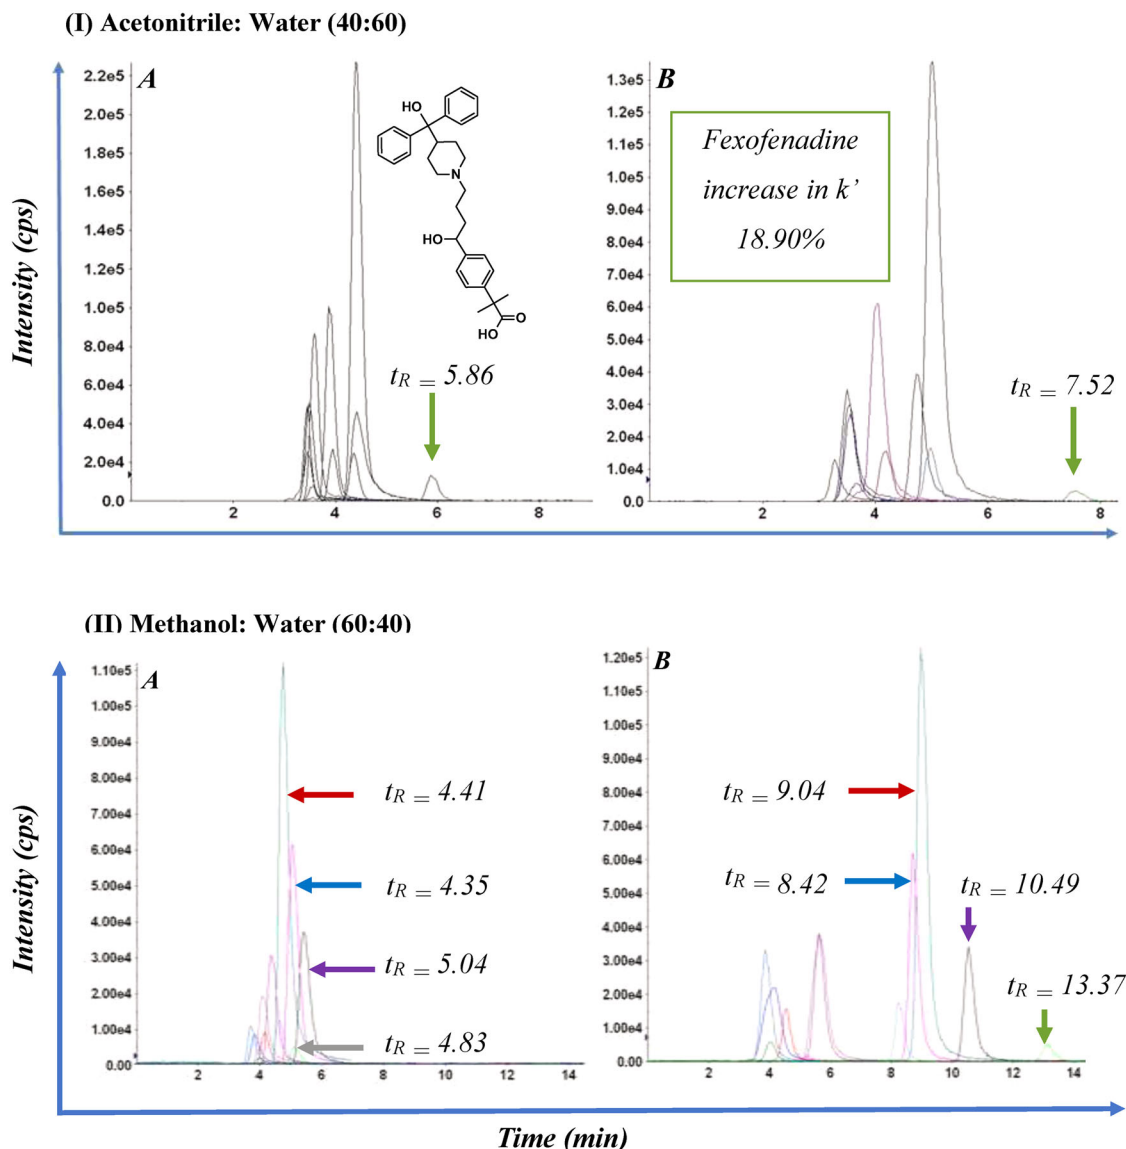 (I) Acetonitrile: Water (40:60)
Intensity (cps)
A
2.2e5
2.0e5
1.8e5
1.6e5
1.4e5
1.2e5
1.0e5
8.0e4
6.0e4
4.0e4
2.0e4
0.0
2
4
6
8
HO
N
HO
O
HO
tR = 5.86
B
1.3e5
1.2e5
1.1e5
1.0e5
9.0e4
8.0e4
7.0e4
6.0e4
5.0e4
4.0e4
3.0e4
2.0e4
1.0e4
0.0
2
4
6
8
Fexofenadine
increase in k’
18.90%
tR = 7.52
(II) Methanol: Water (60:40)
Intensity (cps)
A
1.10e5
1.00e5
9.00e4
8.00e4
7.00e4
6.00e4
5.00e4
4.00e4
3.00e4
2.00e4
1.00e4
0.00
2
4
6
8
10
12
14
tR = 4.41
tR = 4.35
tR = 5.04
tR = 4.83
B
1.20e5
1.10e5
1.00e5
9.00e4
8.00e4
7.00e4
6.00e4
5.00e4
4.00e4
3.00e4
2.00e4
1.00e4
0.00
2
4
6
8
10
12
14
tR = 9.04
tR = 8.42
tR = 10.49
tR = 13.37
Time (min)